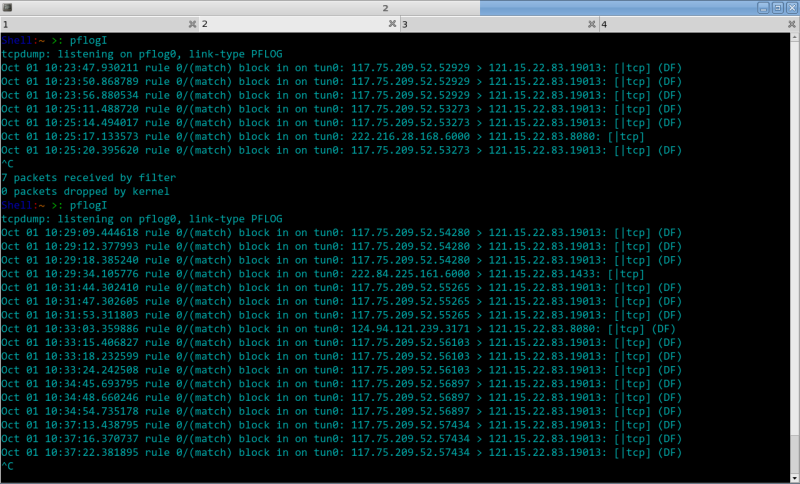 2
1 2 3 4
Shell:~ >: pflogI
tcpdump: listening on pflog0, link-type PFLOG
Oct 01 10:23:47.930211 rule 0/(match) block in on tun0: 117.75.209.52.52929 > 121.15.22.83.19013: [|tcp] (DF)
Oct 01 10:23:50.868789 rule 0/(match) block in on tun0: 117.75.209.52.52929 > 121.15.22.83.19013: [|tcp] (DF)
Oct 01 10:23:56.880534 rule 0/(match) block in on tun0: 117.75.209.52.52929 > 121.15.22.83.19013: [|tcp] (DF)
Oct 01 10:25:11.488720 rule 0/(match) block in on tun0: 117.75.209.52.53273 > 121.15.22.83.19013: [|tcp] (DF)
Oct 01 10:25:14.494017 rule 0/(match) block in on tun0: 117.75.209.52.53273 > 121.15.22.83.19013: [|tcp] (DF)
Oct 01 10:25:17.133573 rule 0/(match) block in on tun0: 222.216.28.168.6000 > 121.15.22.83.8080: [|tcp]
Oct 01 10:25:20.395620 rule 0/(match) block in on tun0: 117.75.209.52.53273 > 121.15.22.83.19013: [|tcp] (DF)
^C
7 packets received by filter
0 packets dropped by kernel
Shell:~ >: pflogI
tcpdump: listening on pflog0, link-type PFLOG
Oct 01 10:29:09.444618 rule 0/(match) block in on tun0: 117.75.209.52.54280 > 121.15.22.83.19013: [|tcp] (DF)
Oct 01 10:29:12.377993 rule 0/(match) block in on tun0: 117.75.209.52.54280 > 121.15.22.83.19013: [|tcp] (DF)
Oct 01 10:29:18.385240 rule 0/(match) block in on tun0: 117.75.209.52.54280 > 121.15.22.83.19013: [|tcp] (DF)
Oct 01 10:29:34.105776 rule 0/(match) block in on tun0: 222.84.225.161.6000 > 121.15.22.83.1433: [|tcp]
Oct 01 10:31:44.302410 rule 0/(match) block in on tun0: 117.75.209.52.55265 > 121.15.22.83.19013: [|tcp] (DF)
Oct 01 10:31:47.302605 rule 0/(match) block in on tun0: 117.75.209.52.55265 > 121.15.22.83.19013: [|tcp] (DF)
Oct 01 10:31:53.311803 rule 0/(match) block in on tun0: 117.75.209.52.55265 > 121.15.22.83.19013: [|tcp] (DF)
Oct 01 10:33:03.359886 rule 0/(match) block in on tun0: 124.94.121.239.3171 > 121.15.22.83.8080: [|tcp] (DF)
Oct 01 10:33:15.406827 rule 0/(match) block in on tun0: 117.75.209.52.56103 > 121.15.22.83.19013: [|tcp] (DF)
Oct 01 10:33:18.232599 rule 0/(match) block in on tun0: 117.75.209.52.56103 > 121.15.22.83.19013: [|tcp] (DF)
Oct 01 10:33:24.242508 rule 0/(match) block in on tun0: 117.75.209.52.56103 > 121.15.22.83.19013: [|tcp] (DF)
Oct 01 10:34:45.693795 rule 0/(match) block in on tun0: 117.75.209.52.56897 > 121.15.22.83.19013: [|tcp] (DF)
Oct 01 10:34:48.660246 rule 0/(match) block in on tun0: 117.75.209.52.56897 > 121.15.22.83.19013: [|tcp] (DF)
Oct 01 10:34:54.735178 rule 0/(match) block in on tun0: 117.75.209.52.56897 > 121.15.22.83.19013: [|tcp] (DF)
Oct 01 10:37:13.438795 rule 0/(match) block in on tun0: 117.75.209.52.57434 > 121.15.22.83.19013: [|tcp] (DF)
Oct 01 10:37:16.370737 rule 0/(match) block in on tun0: 117.75.209.52.57434 > 121.15.22.83.19013: [|tcp] (DF)
Oct 01 10:37:22.381895 rule 0/(match) block in on tun0: 117.75.209.52.57434 > 121.15.22.83.19013: [|tcp] (DF)
^C